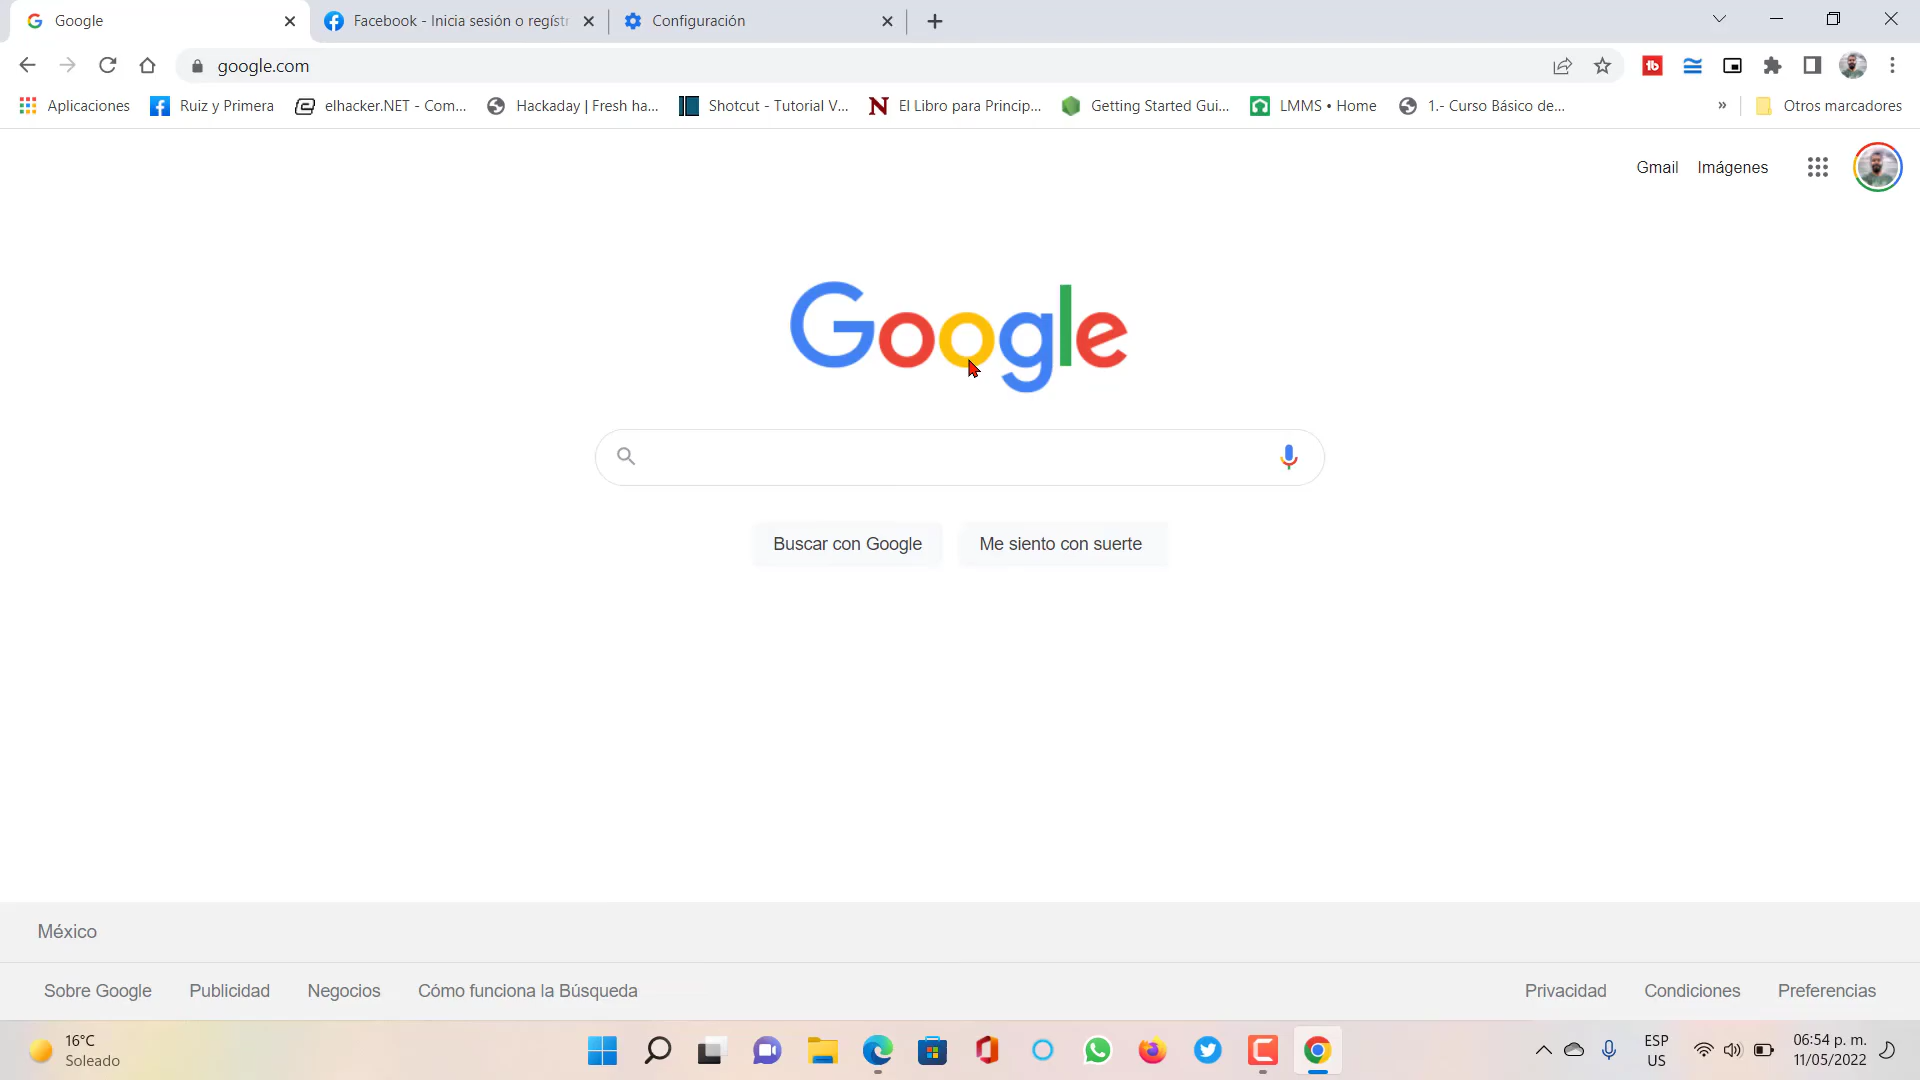 Google
Facebook - Inicia sesión o regístr
Configuración
google.com
Aplicaciones
Ruiz y Primera
elhacker.NET - Com...
Hackaday | Fresh ha...
Shotcut - Tutorial V...
El Libro para Princip...
Getting Started Gui...
LMMS • Home
1.- Curso Básico de...
»
Otros marcadores
Gmail
Imágenes
Google
Buscar con Google
Me siento con suerte
México
Sobre Google
Publicidad
Negocios
Cómo funciona la Búsqueda
Privacidad
Condiciones
Preferencias
16°C
Soleado
ESP
US
06:54 p. m.
11/05/2022